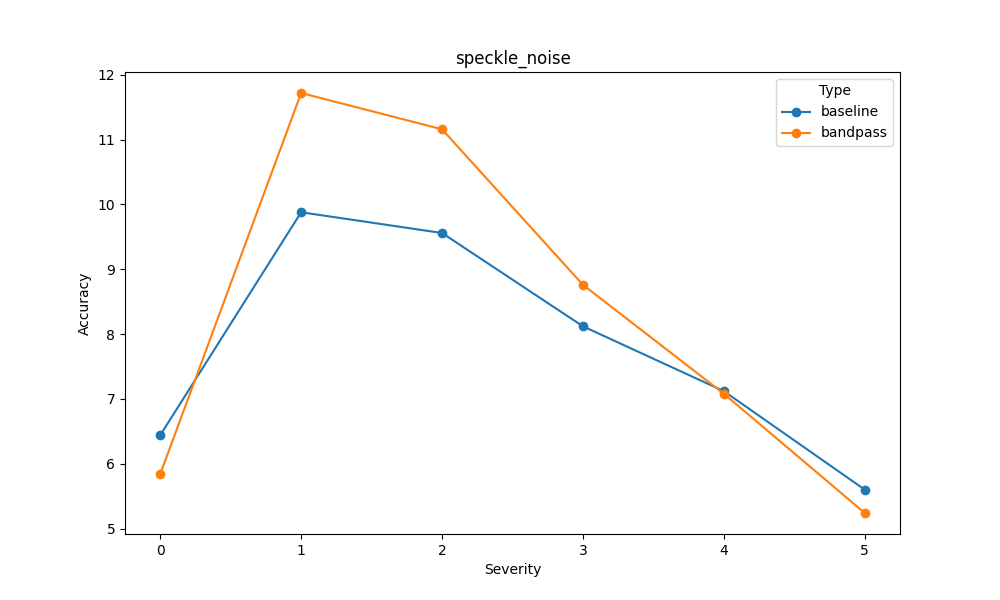 speckle_noise
Type
baseline
bandpass
Accuracy
12
11
10
9
8
7
6
5
0 1 2 3 4 5
Severity